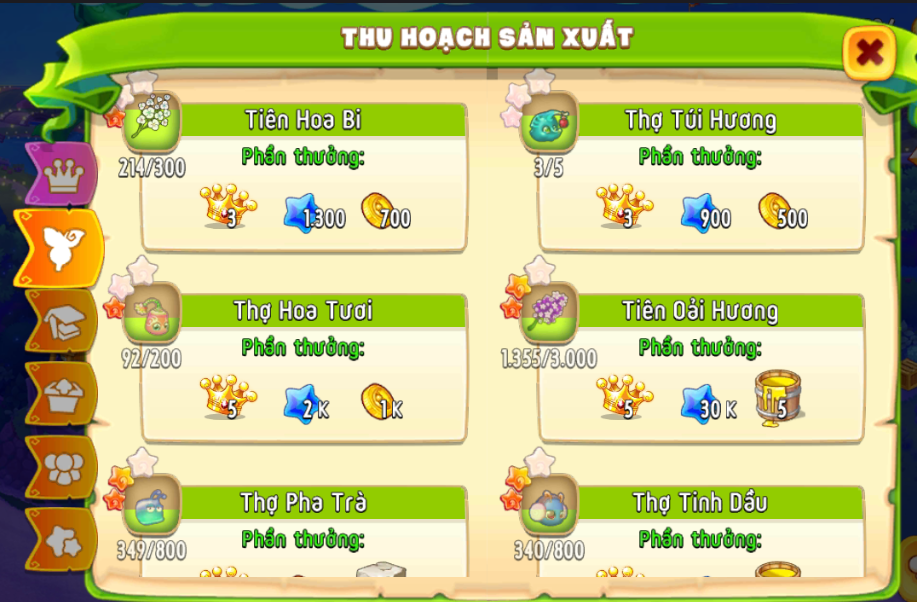 THU HOẠCH SẢN XUẤT
Tiên Hoa Bi
Phần thưởng:
214/300
3
1.300
700
Thợ Túi Hương
Phần thưởng:
3/5
3
900
500
Thợ Hoa Tươi
Phần thưởng:
92/200
5
2 K
1 K
Tiên Oải Hương
Phần thưởng:
1.355/3.000
5
30 K
5
Thợ Pha Trà
Phần thưởng:
349/800
Thợ Tinh Dầu
Phần thưởng:
340/800